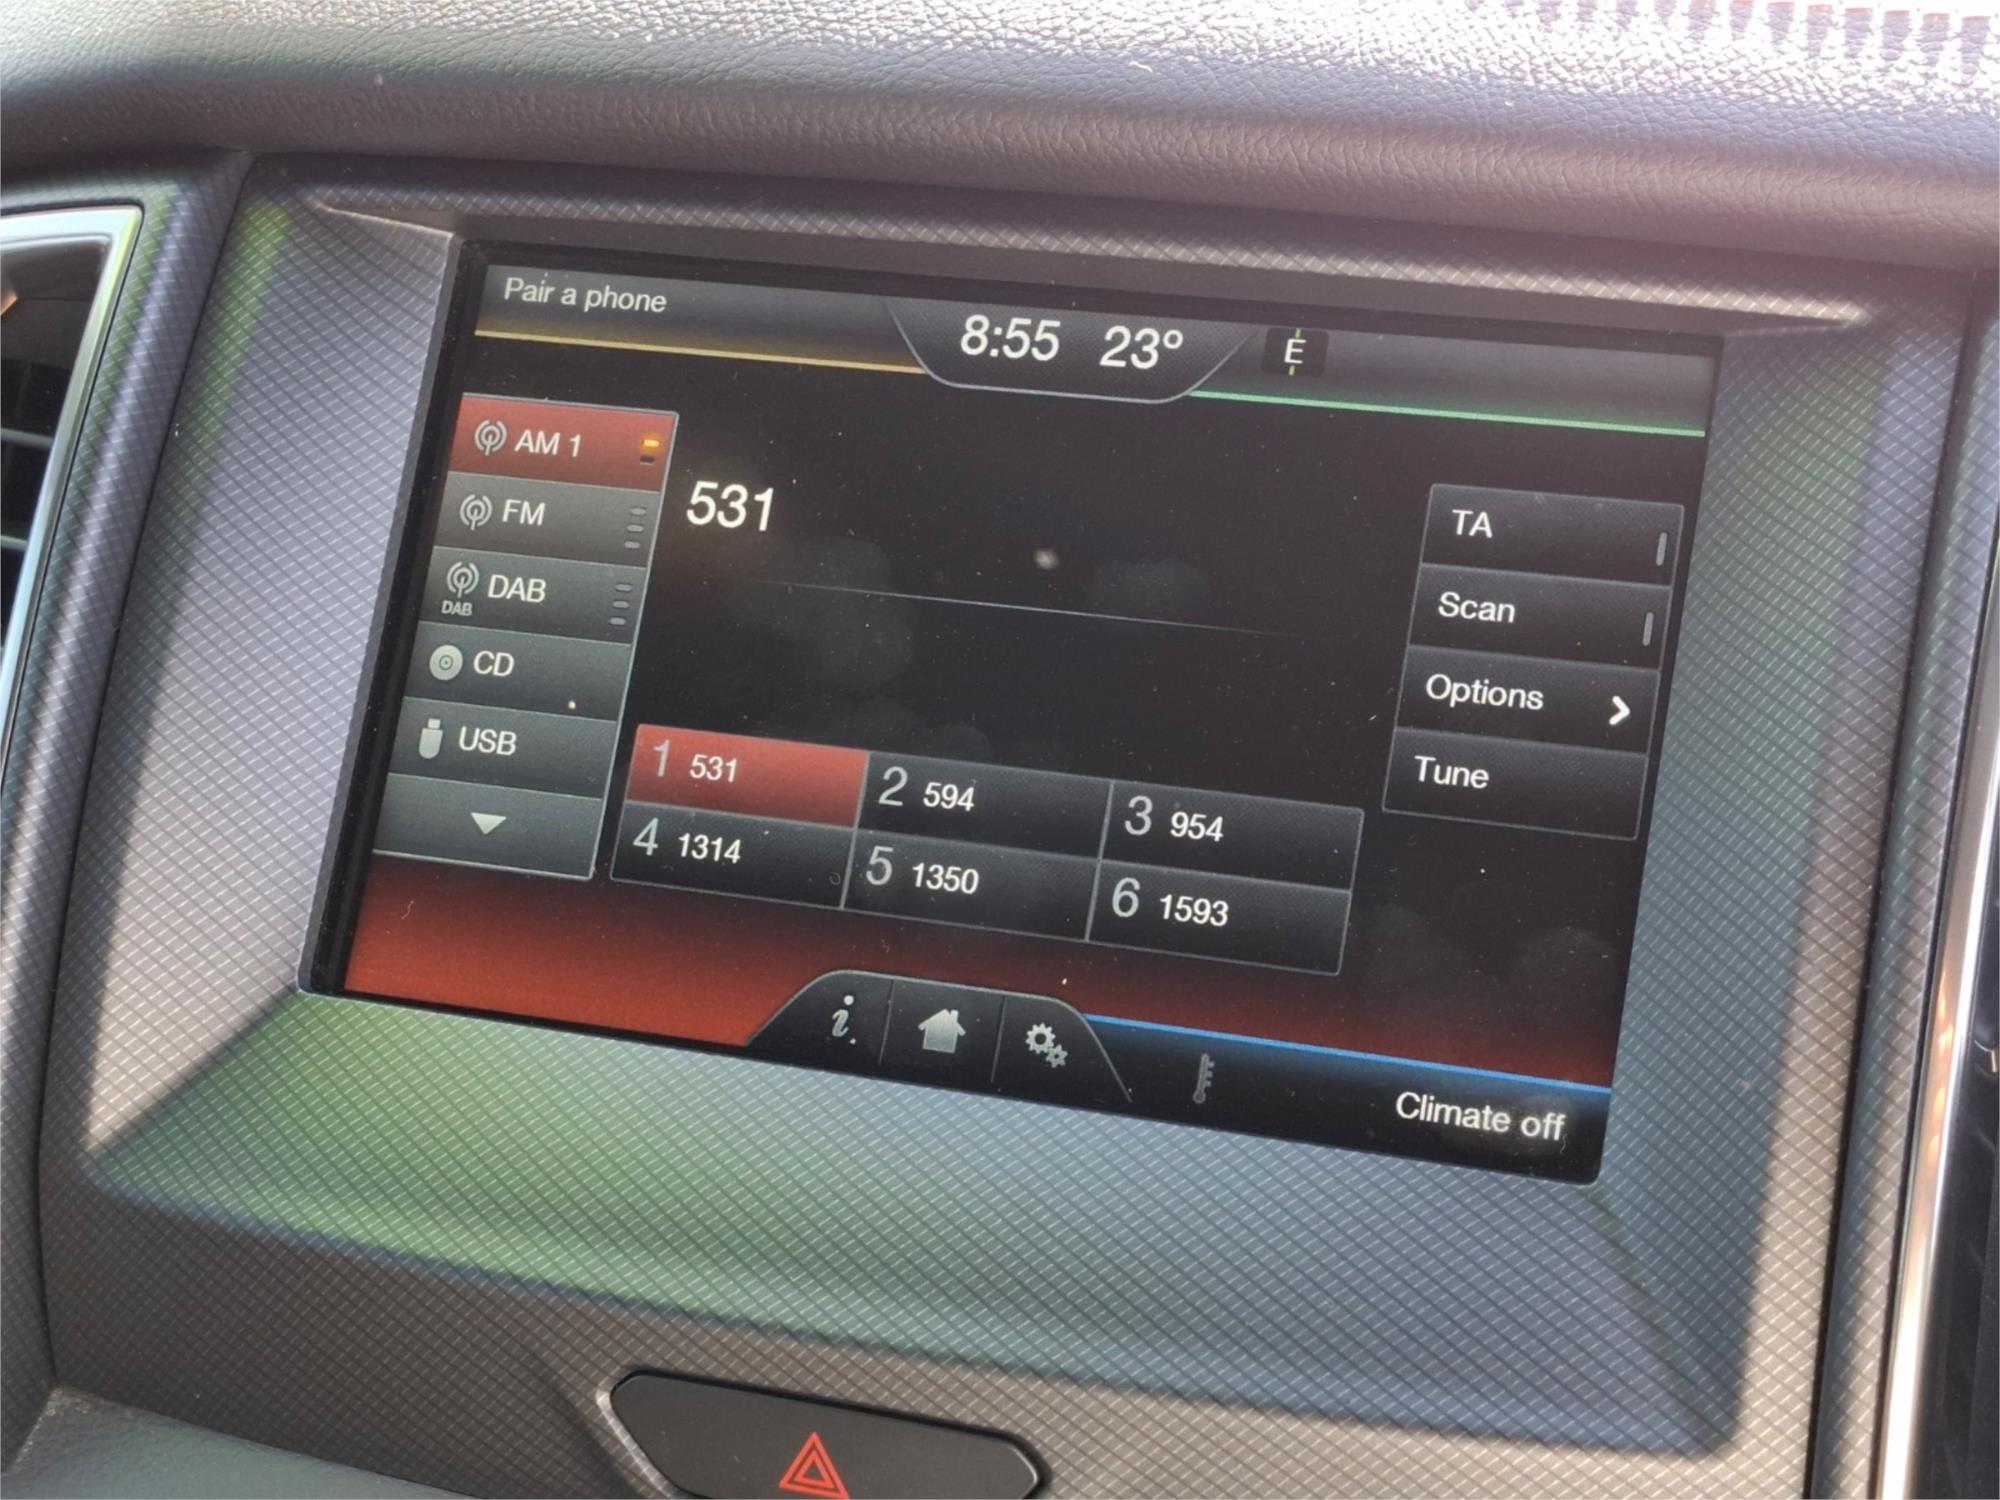 Pair a phone
8:55 23° E
AM 1
FM
DAB
DAB
CD
USB
531
TA
Scan
Options
Tune
1 531
2 594
3 954
4 1314
5 1350
6 1593
i
Climate off